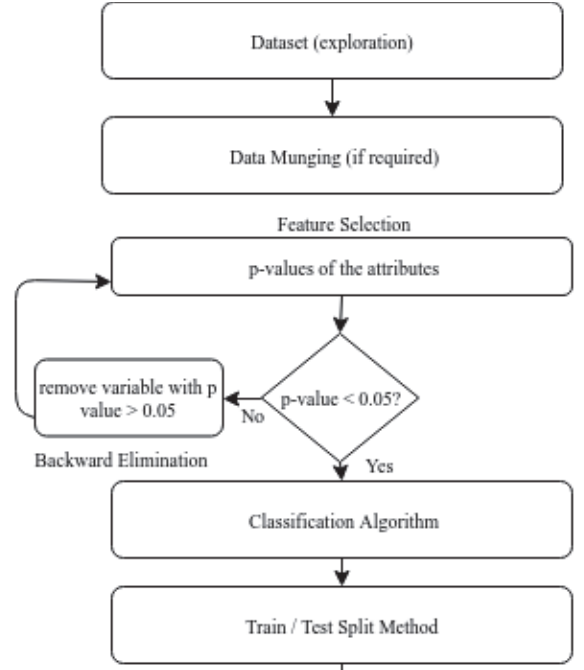 Dataset (exploration)
Data Munging (if required)
Feature Selection
p-values of the attributes
p-value < 0.05?
No
remove variable with p
value > 0.05
Backward Elimination
Yes
Classification Algorithm
Train / Test Split Method